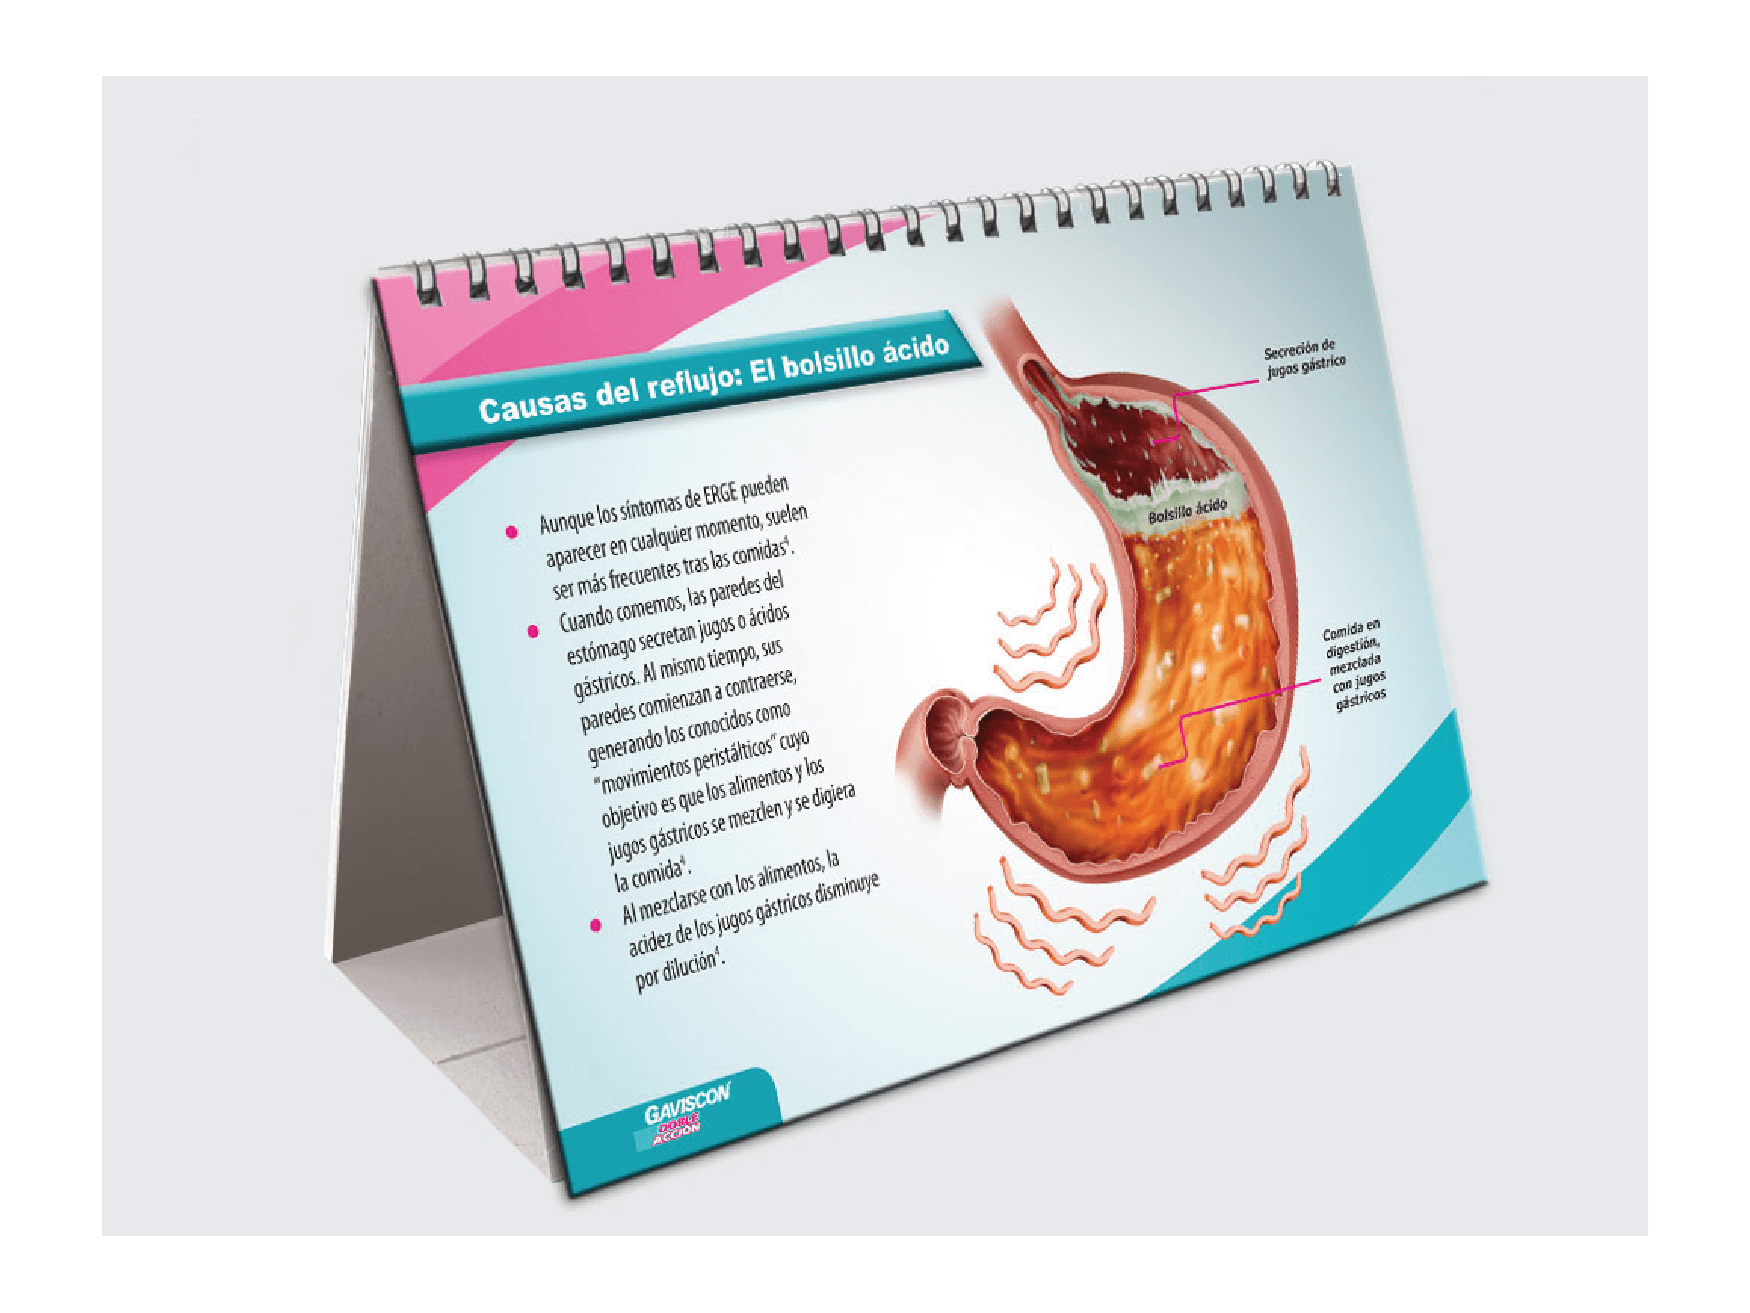 Causas del reflujo: El bolsillo ácido
Aunque los síntomas de ERGE pueden
aparecer en cualquier momento, suelen
ser más frecuentes tras las comidas⁴.
Cuando comemos, las paredes del
estómago secretan jugos o ácidos
gástricos. Al mismo tiempo, sus
paredes comienzan a contraerse,
generando los conocidos como
“movimientos peristálticos” cuyo
objetivo es que los alimentos y los
jugos gástricos se mezclen y se digiera
la comida⁴.
Al mezclarse con los alimentos, la
acidez de los jugos gástricos disminuye
por dilución⁴.
Secreción de
jugos gástrico
Bolsillo ácido
Comida en
digestión,
mezclada
con jugos
gástricos
GAVISCON
DOBLE
ACCIÓN